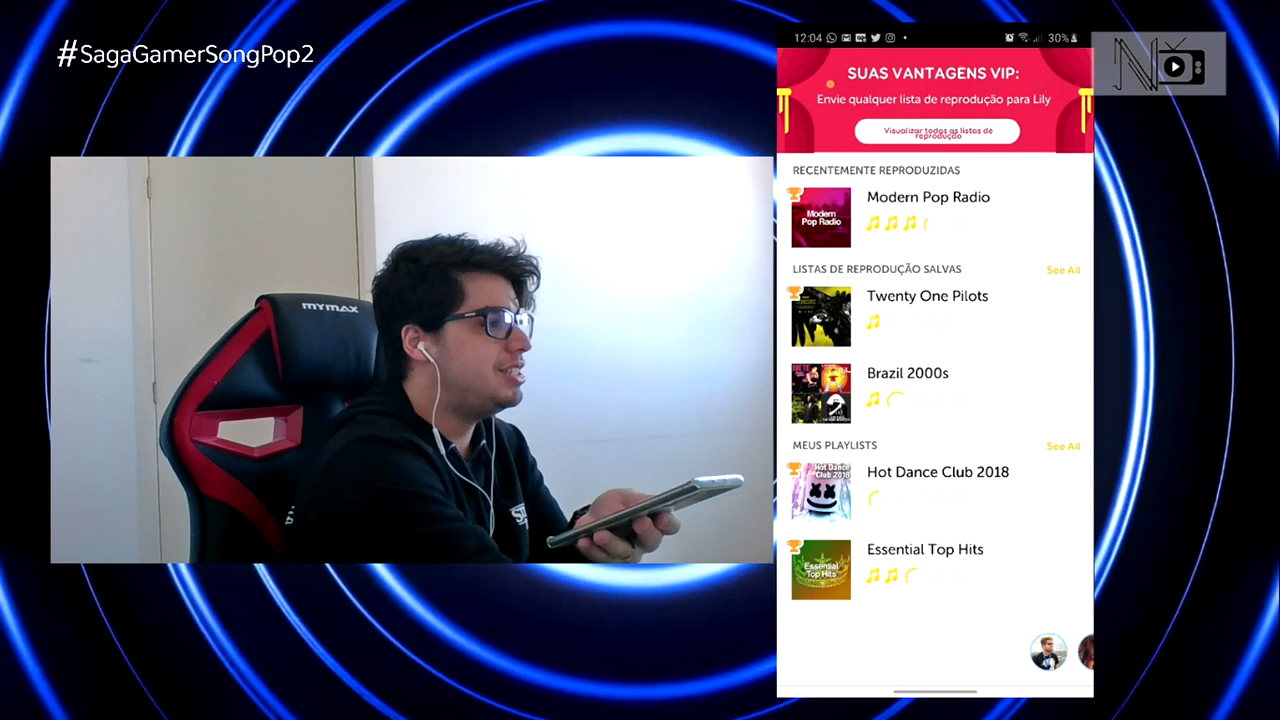 #SagaGamerSongPop2
MYMAX
12:04
30%
SUAS VANTAGENS VIP:
Envie qualquer lista de reprodução para Lily
Visualizar todas as listas de
reprodução
RECENTEMENTE REPRODUZIDAS
Modern
Pop Radio
Modern Pop Radio
LISTAS DE REPRODUÇÃO SALVAS
See All
Twenty One Pilots
Brazil 2000s
MEUS PLAYLISTS
See All
Hot Dance
Club 2018
Hot Dance Club 2018
Essential
Top Hits
Essential Top Hits